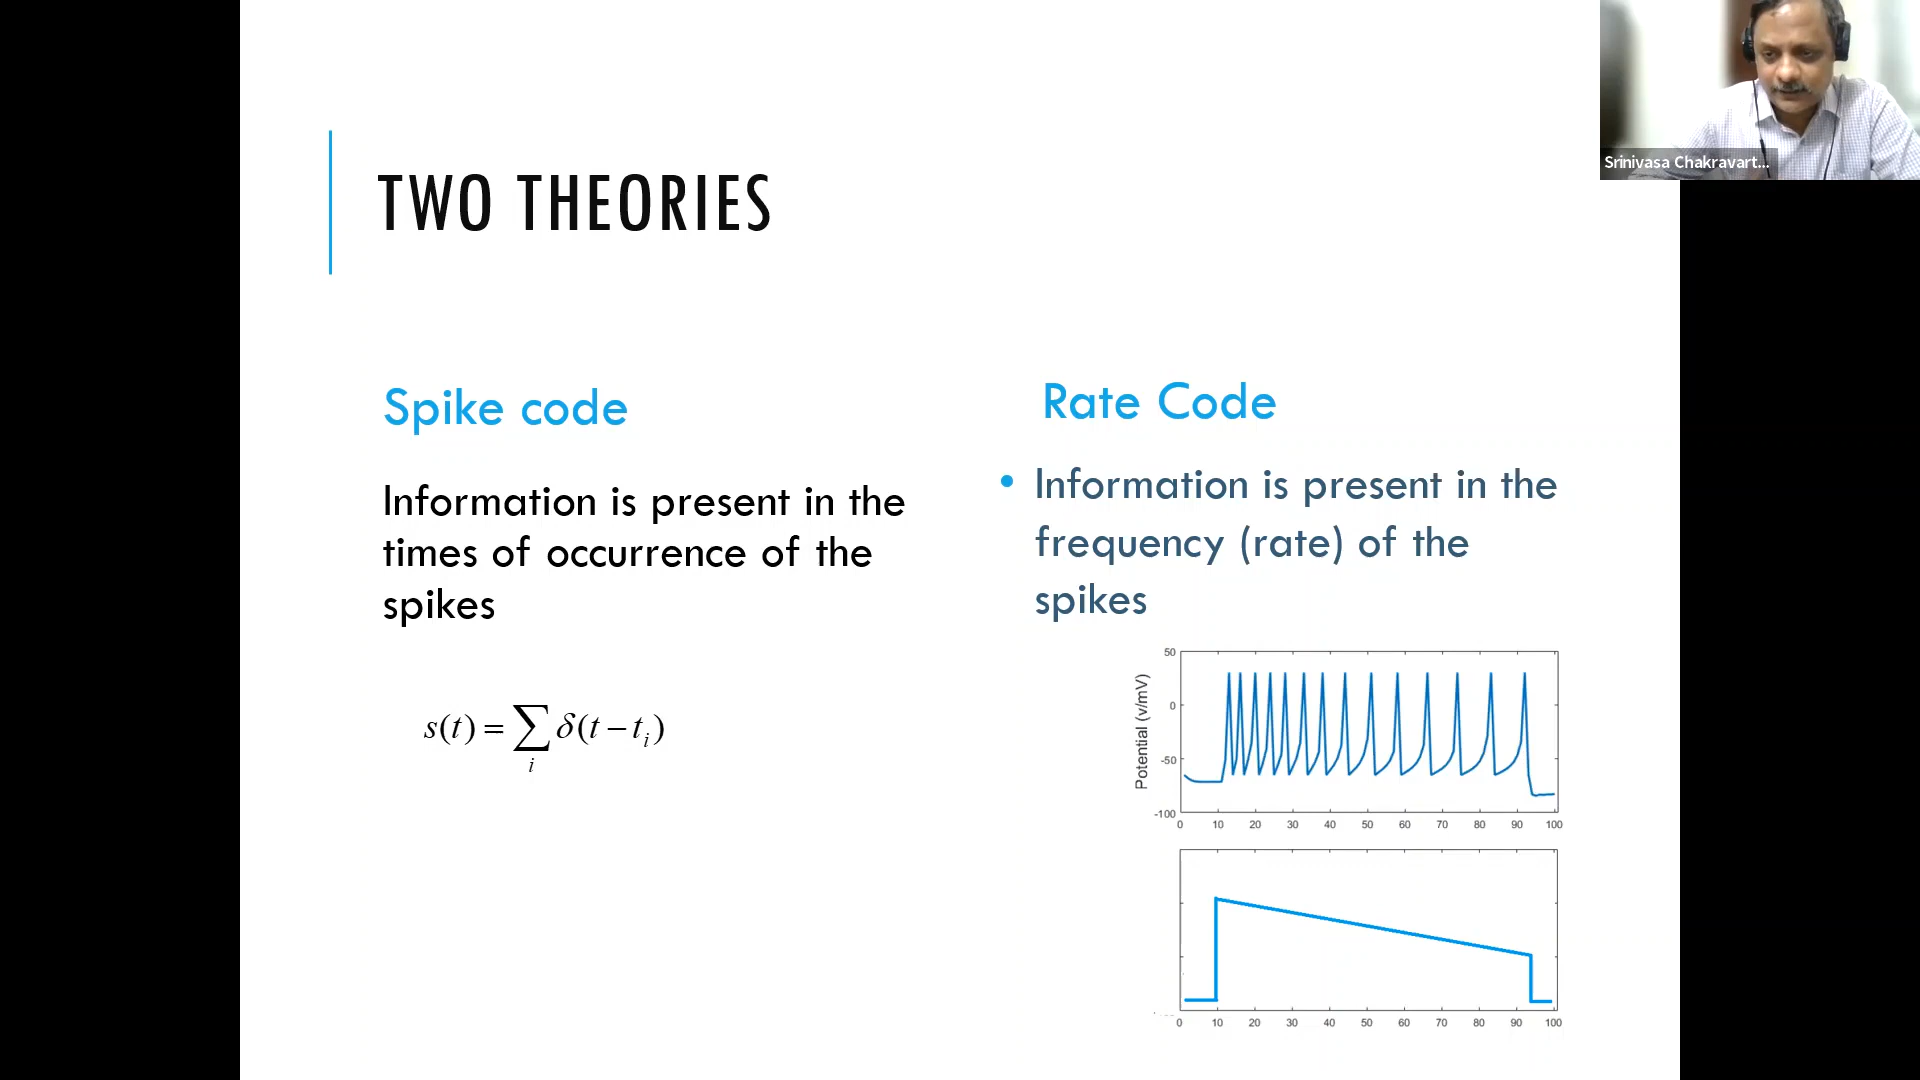 Srinivasa Chakravart...
TWO THEORIES
Spike code
Information is present in the
times of occurrence of the
spikes
s(t) = ∑ δ(t − tᵢ)
i
Rate Code
• Information is present in the
frequency (rate) of the
spikes
Potential (v/mV)
50
0
-50
-100
0 10 20 30 40 50 60 70 80 90 100
0 10 20 30 40 50 60 70 80 90 100